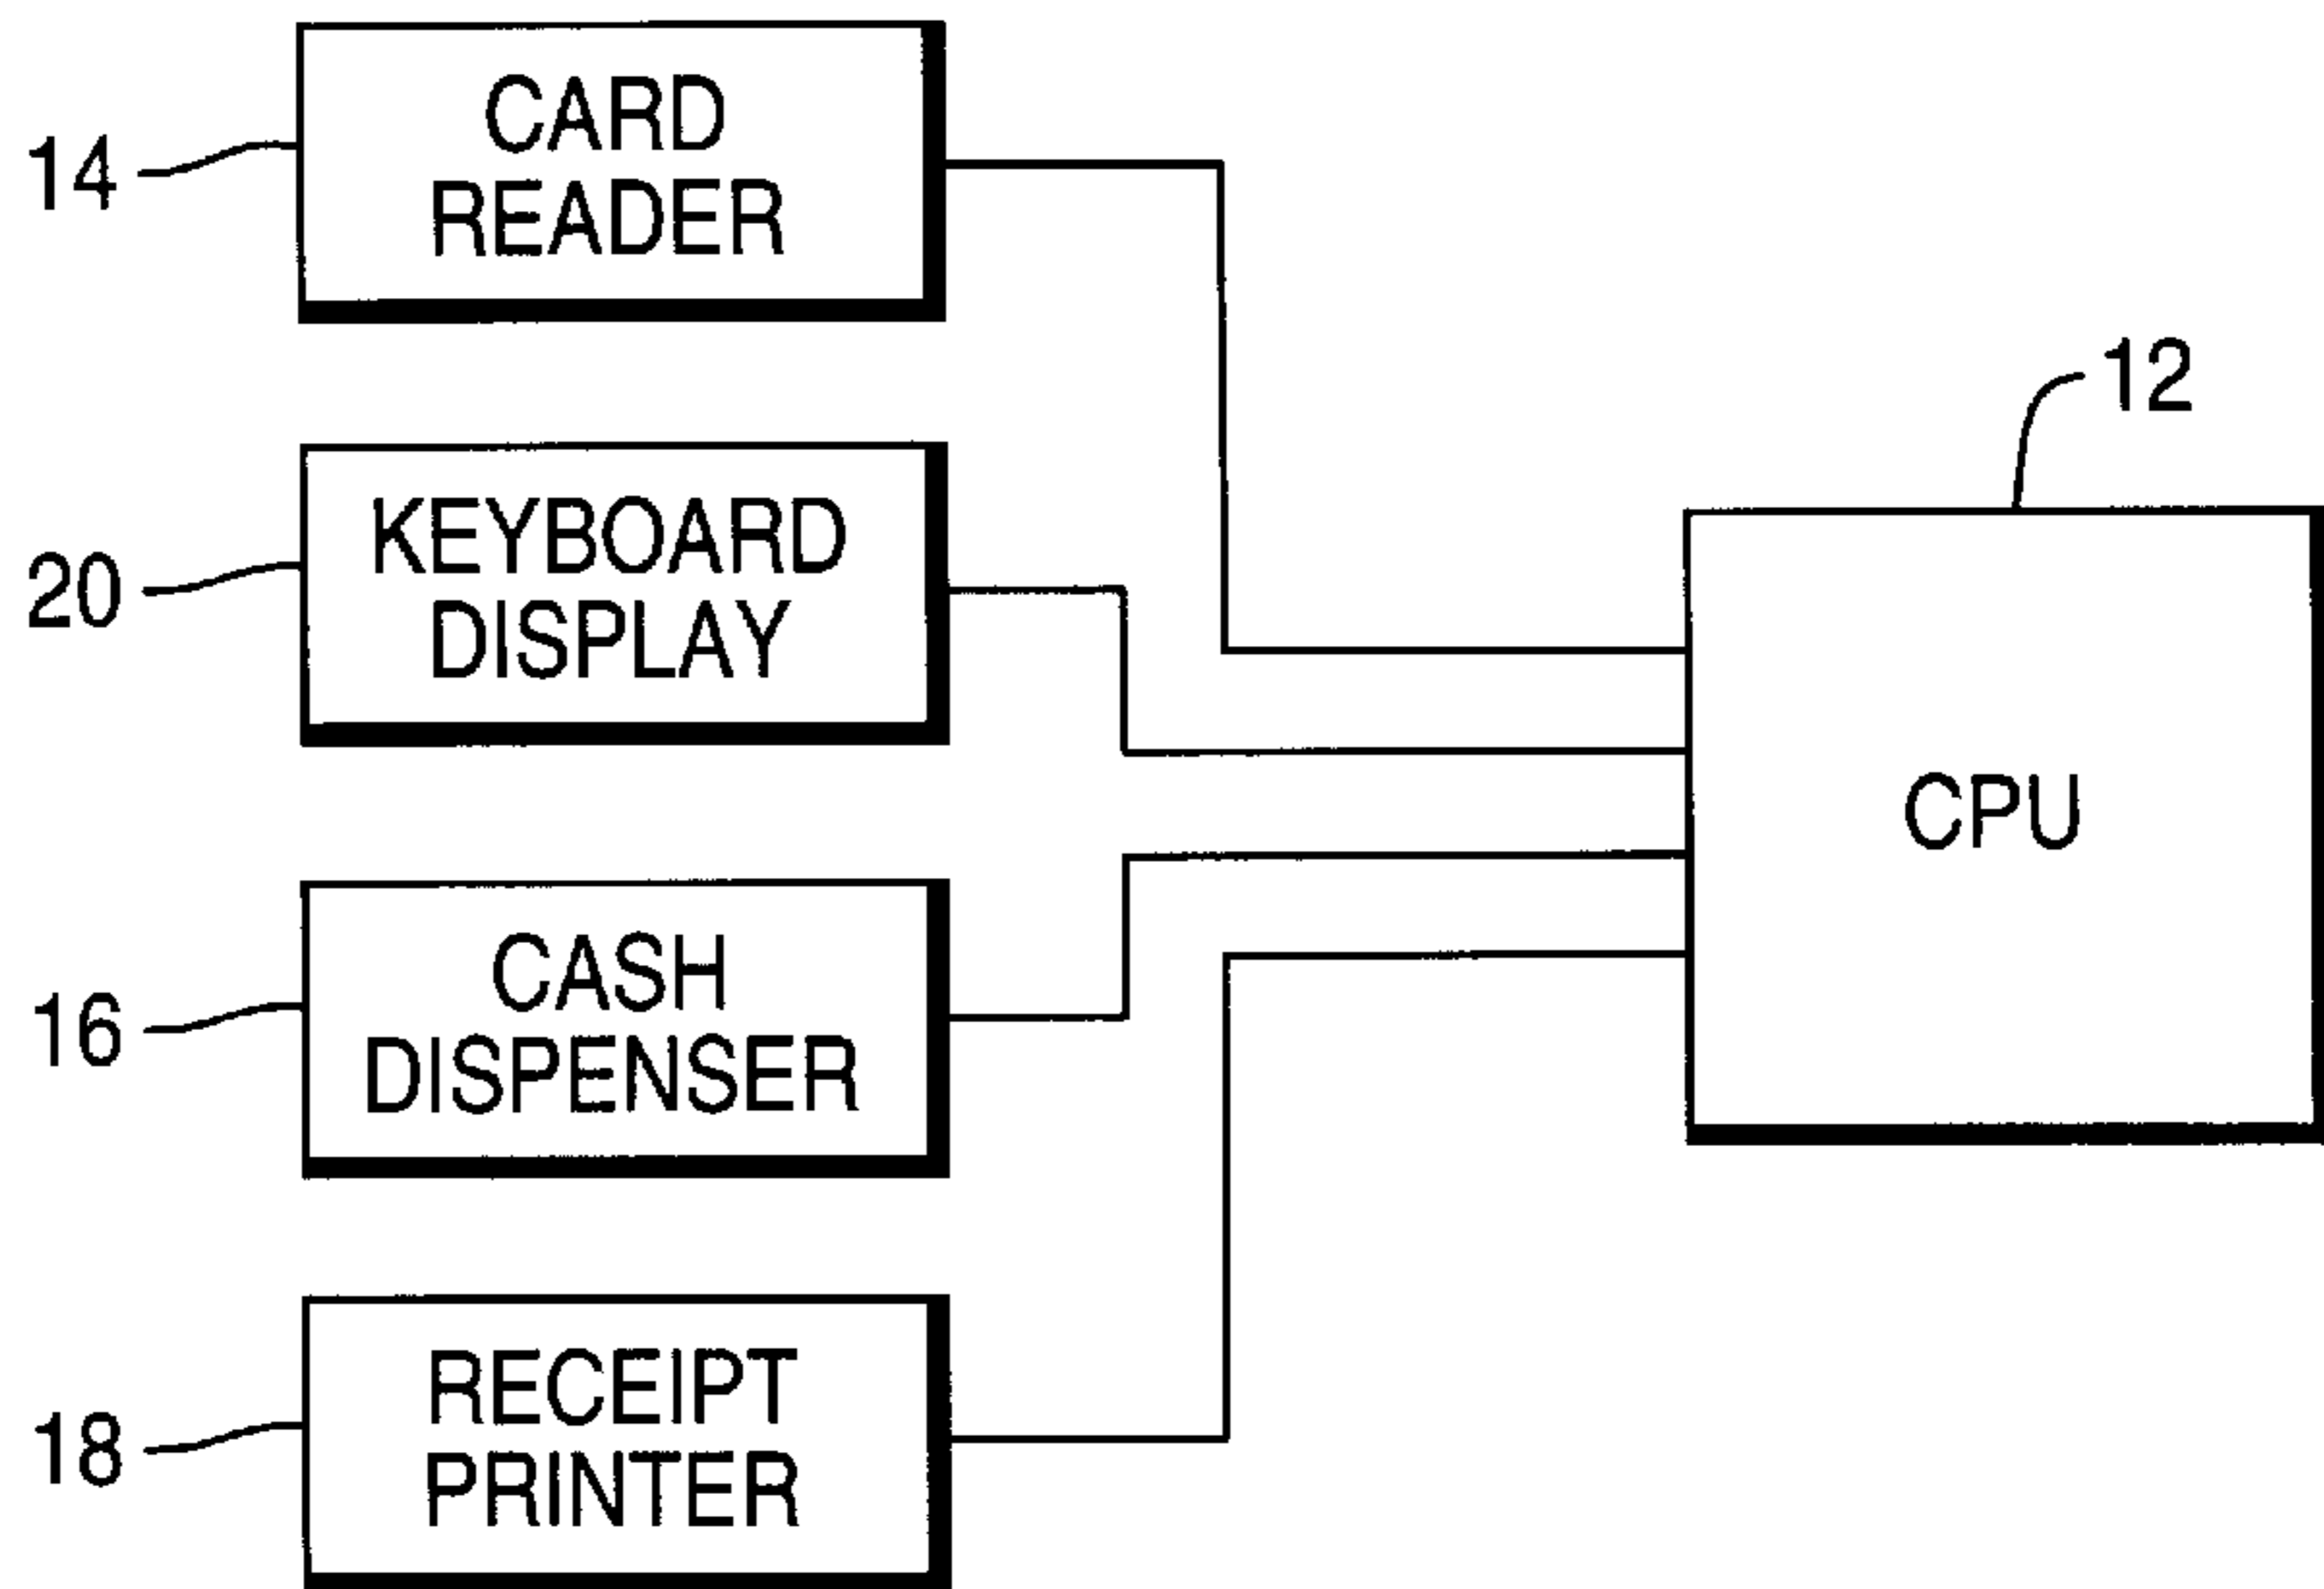 14
CARD
READER
12
20
KEYBOARD
DISPLAY
CPU
16
CASH
DISPENSER
18
RECEIPT
PRINTER